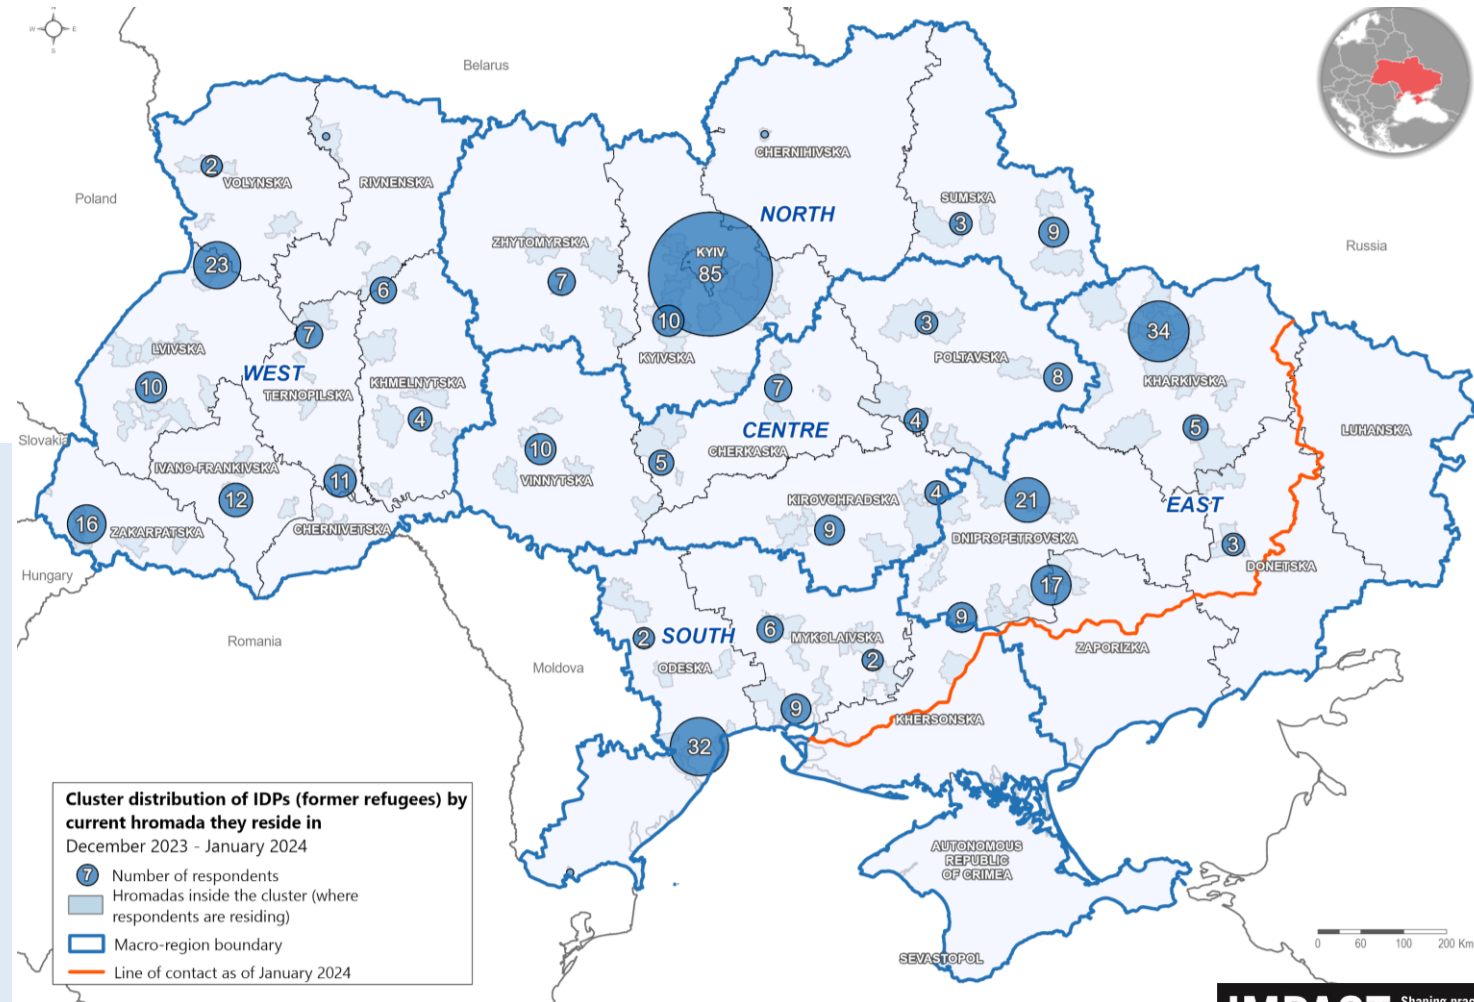 N
W
E
S
Belarus
Poland
Russia
Slovakia
Hungary
Romania
Moldova
CHERNIHIVSKA
2
VOLYNSKA
RIVNENSKA
SUMSKA
3
9
NORTH
ZHYTOMYRSKA
7
KYIV
85
10
KYIVSKA
23
6
7
LVIVSKA
10
WEST
TERNOPILSKA
KHMELNYTSKA
4
3
POLTAVSKA
8
34
KHARKIVSKA
5
LUHANSKA
7
CENTRE
CHERKASKA
4
5
10
VINNYTSKA
IVANO-FRANKIVSKA
12
11
CHERNIVETSKA
16
ZAKARPATSKA
KIROVOHRADSKA
9
4
21
DNIPROPETROVSKA
EAST
3
DONETSKA
17
9
ZAPORIZKA
2
SOUTH
ODESKA
6
MYKOLAIVSKA
2
9
KHERSONSKA
32
AUTONOMOUS
REPUBLIC
OF CRIMEA
SEVASTOPOL
Cluster distribution of IDPs (former refugees) by
current hromada they reside in
December 2023 - January 2024
7 Number of respondents
Hromadas inside the cluster (where
respondents are residing)
Macro-region boundary
Line of contact as of January 2024
0 60 100 200 Km